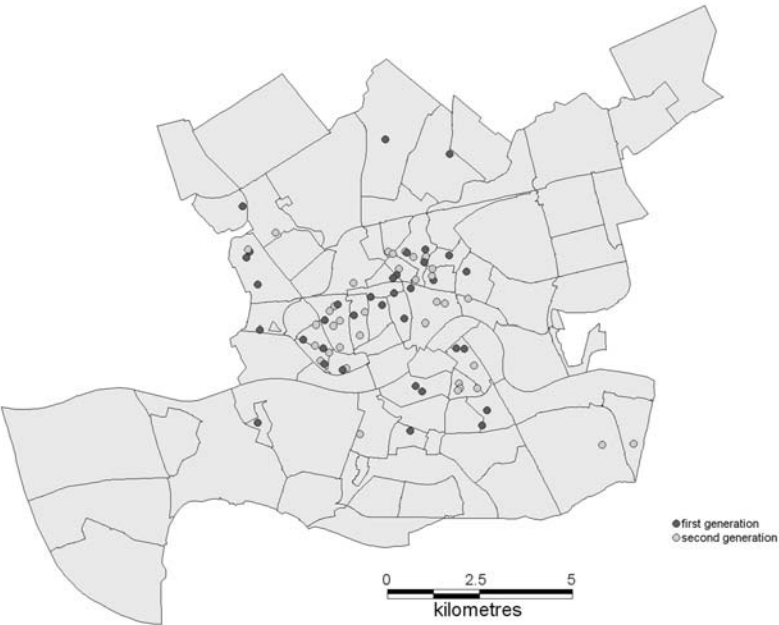 first generation
second generation
0 2.5 5
kilometres